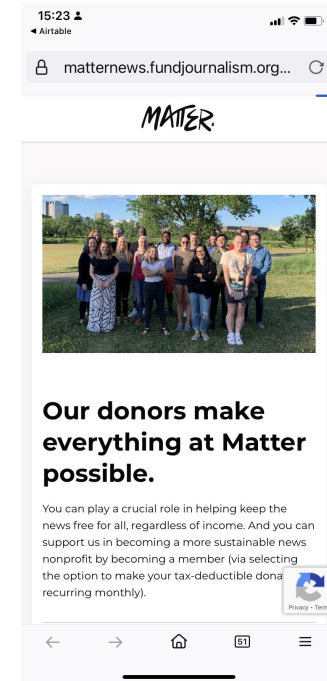 15:23
◀ Airtable
matternews.fundjournalism.org...
MATTER.
Our donors make
everything at Matter
possible.
You can play a crucial role in helping keep the
news free for all, regardless of income. And you can
support us in becoming a more sustainable news
nonprofit by becoming a member (via selecting
the option to make your tax-deductible dona
recurring monthly).
Privacy - Term
51